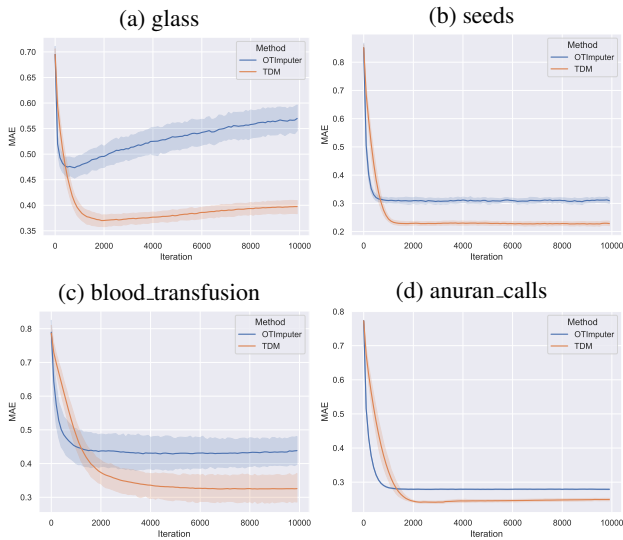 (a) glass
0.70
0.65
0.60
0.55
0.50
0.45
0.40
0.35
MAE
0
2000
4000
6000
8000
10000
Iteration
Method
OTImputer
TDM
(b) seeds
0.9
0.8
0.7
0.6
0.5
0.4
0.3
0.2
MAE
0
2000
4000
6000
8000
10000
Iteration
Method
OTImputer
TDM
(c) blood_transfusion
0.8
0.7
0.6
0.5
0.4
0.3
MAE
0
2000
4000
6000
8000
10000
Iteration
Method
OTImputer
TDM
(d) anuran_calls
0.8
0.7
0.6
0.5
0.4
0.3
MAE
0
2000
4000
6000
8000
10000
Iteration
Method
OTImputer
TDM